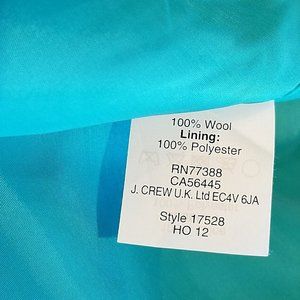 100% Wool
Lining:
100% Polyester
RN77388
CA56445
J. CREW U.K. Ltd EC4V 6JA
Style 17528
HO 12